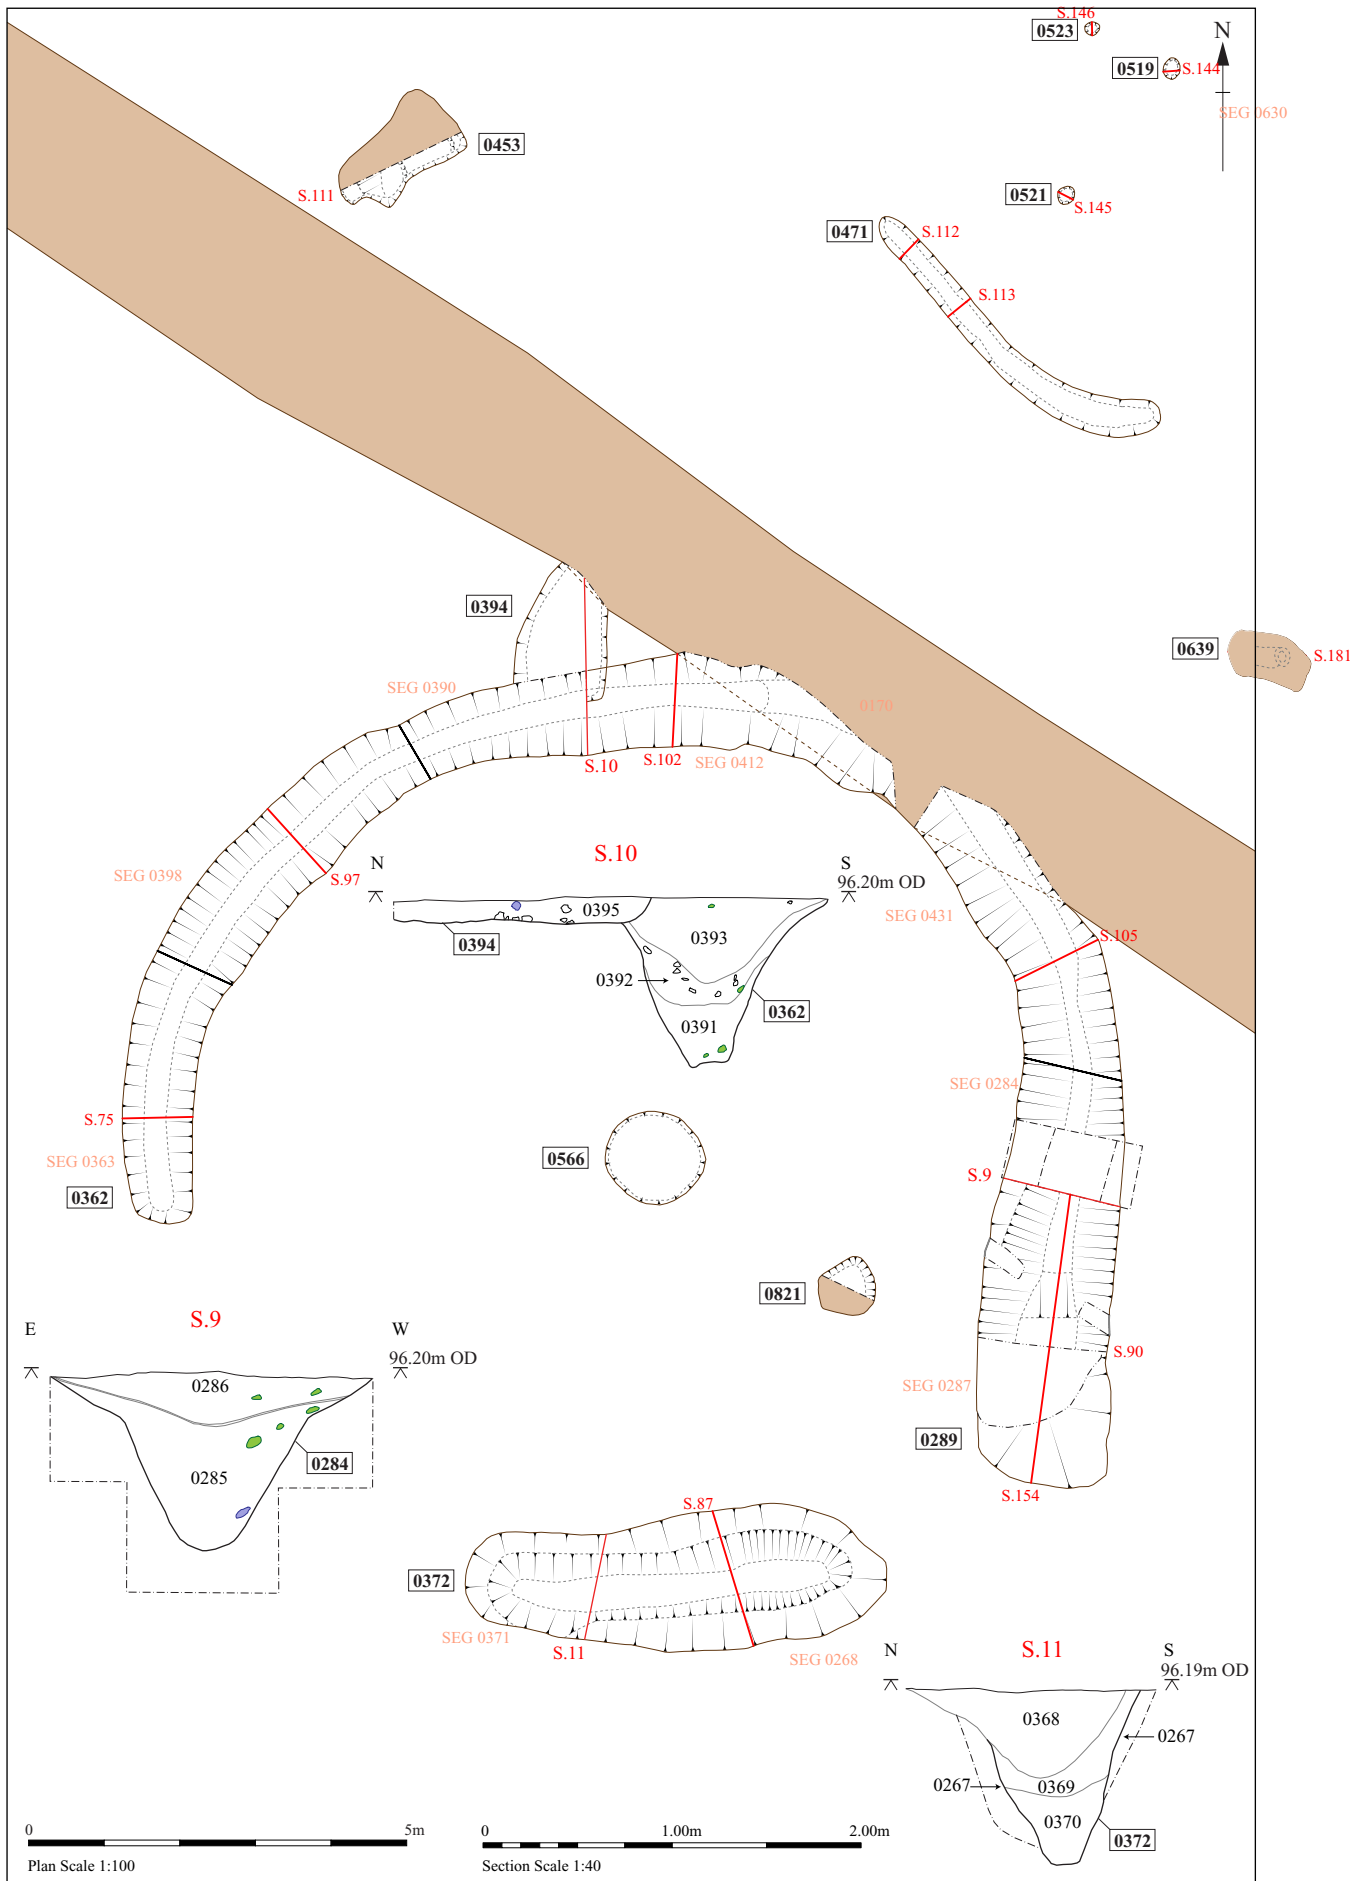 S.146
0523
N
0519
S.144
SEG 0630
0453
S.111
0521
S.145
0471
S.112
S.113
0394
0639
S.181
SEG 0390
0170
S.10
S.102
SEG 0412
S.10
N
S
96.20m OD
SEG 0398
S.97
SEG 0431
0395
0393
0394
S.105
0392
0362
0391
SEG 0284
S.75
0566
SEG 0363
0362
S.9
0821
S.9
E
W
96.20m OD
S.90
0286
SEG 0287
0289
0284
0285
S.154
S.87
0372
SEG 0371
S.11
SEG 0268
N
S.11
S
96.19m OD
0368
0267
0267
0369
0370
0372
0
5m
Plan Scale 1:100
0
1.00m
2.00m
Section Scale 1:40